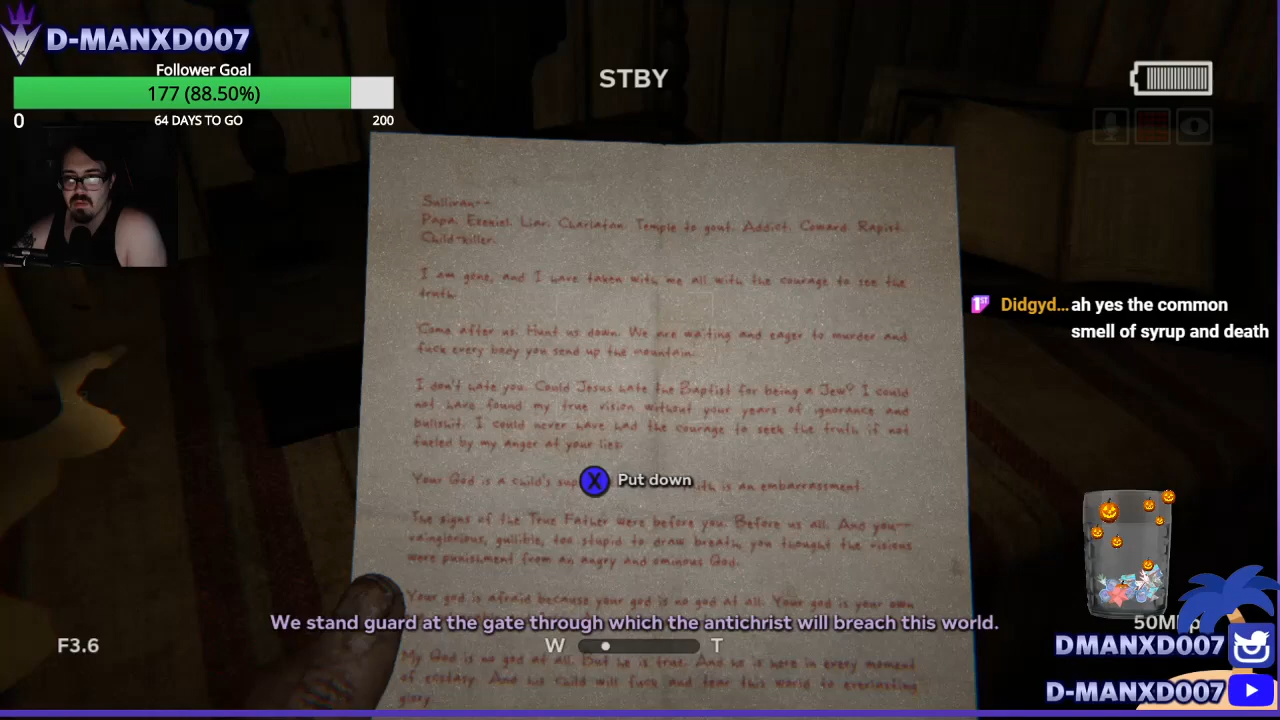 D-MANXD007
Follower Goal
177 (88.50%)
0
64 DAYS TO GO
200
STBY
Sullivan--
Papa. Ezekiel. Liar. Charlatan. Temple to gout. Addict. Coward. Rapist.
Child-killer.
I am gone, and I have taken with me all with the courage to see the
truth.
Come after us. Hunt us down. We are waiting and eager to murder and
fuck every body you send up the mountain.
I don't hate you. Could Jesus hate the Baptist for being a Jew? I could
not have found my true vision without your years of ignorance and
bullshit. I could never have had the courage to seek the truth if not
fueled by my anger at your lies.
Your God is a child's is an embarrassment.
X Put down
The signs of the True Father were before you. Before us all. And you--
vainglorious, gullible, too stupid to draw breath, you thought the visions
were punishment from an angry and ominous God.
Your god is afraid because your god is no god at all. Your god is your own
We stand guard at the gate through which the antichrist will breach this world.
My God is no god at all. But he is true. And he is here in every moment
of ecstasy. And his child will fuck and tear this world to everlasting
glory.
1ST Didgyd... ah yes the common
smell of syrup and death
F3.6
W T
DMANXD007
D-MANXD007